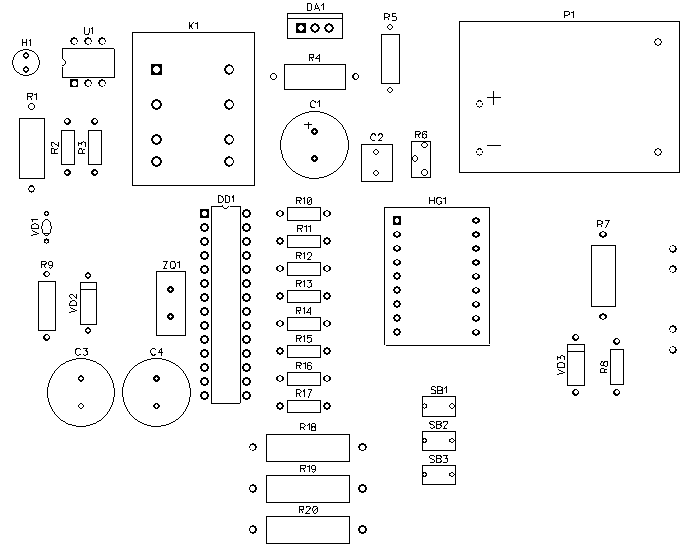 DA1
P1
R5
K1
U1
H1
R4
R1
C1
+
+
C2
R6
R2
R3
—
R10
DD1
HG1
VD1
R7
R11
R12
R9
ZQ1
R13
VD2
R14
R15
C3
C4
VD3
R8
R16
R17
SB1
SB2
R18
SB3
R19
R20